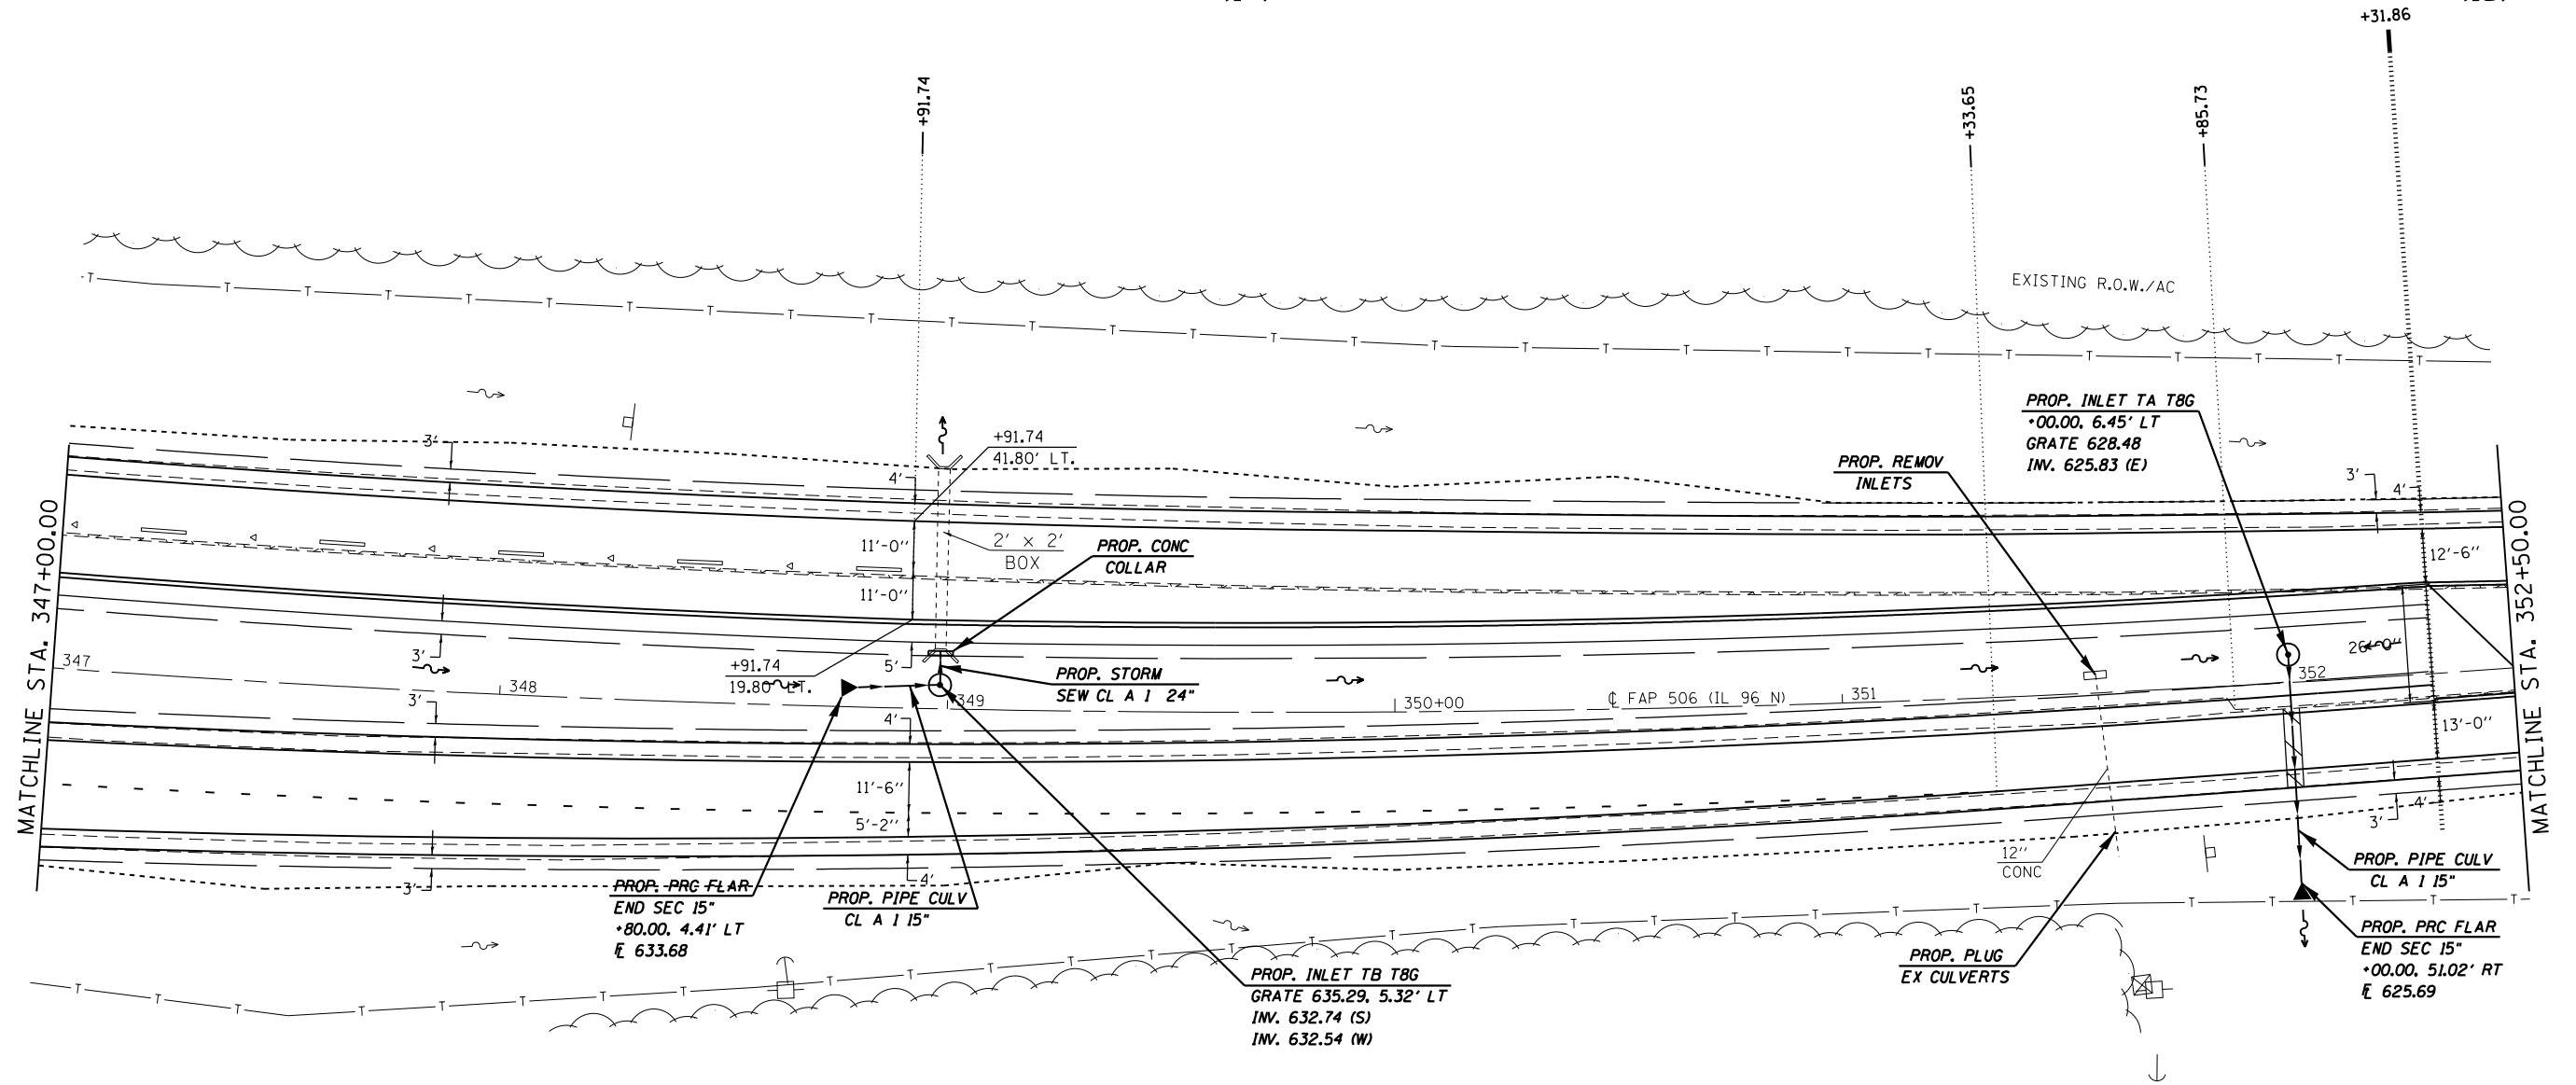 +31.86
+91.74
+33.65
+85.73
EXISTING R.O.W./AC
PROP. INLET TA T8G
+00.00, 6.45' LT
GRATE 628.48
INV. 625.83 (E)
+91.74
41.80' LT.
PROP. REMOV
INLETS
3'
4'
3'
4'
MATCHLINE STA. 347+00.00
MATCHLINE STA. 352+50.00
11'-0"
2' X 2'
BOX
PROP. CONC
COLLAR
12'-6"
11'-0"
3'
5'
26'-0"
347
348
349
350+00
℄ FAP 506 (IL 96 N)
351
352
+91.74
19.80' LT.
PROP. STORM
SEW CL A 1 24"
3'
4'
13'-0"
11'-6"
5'-2"
4'
3'
3'
4'
12"
CONC
PROP. PRC FLAR
END SEC 15"
+80.00, 4.41' LT
FL 633.68
PROP. PIPE CULV
CL A 1 15"
PROP. PIPE CULV
CL A 1 15"
PROP. INLET TB T8G
GRATE 635.29, 5.32' LT
INV. 632.74 (S)
INV. 632.54 (W)
PROP. PLUG
EX CULVERTS
PROP. PRC FLAR
END SEC 15"
+00.00, 51.02' RT
FL 625.69